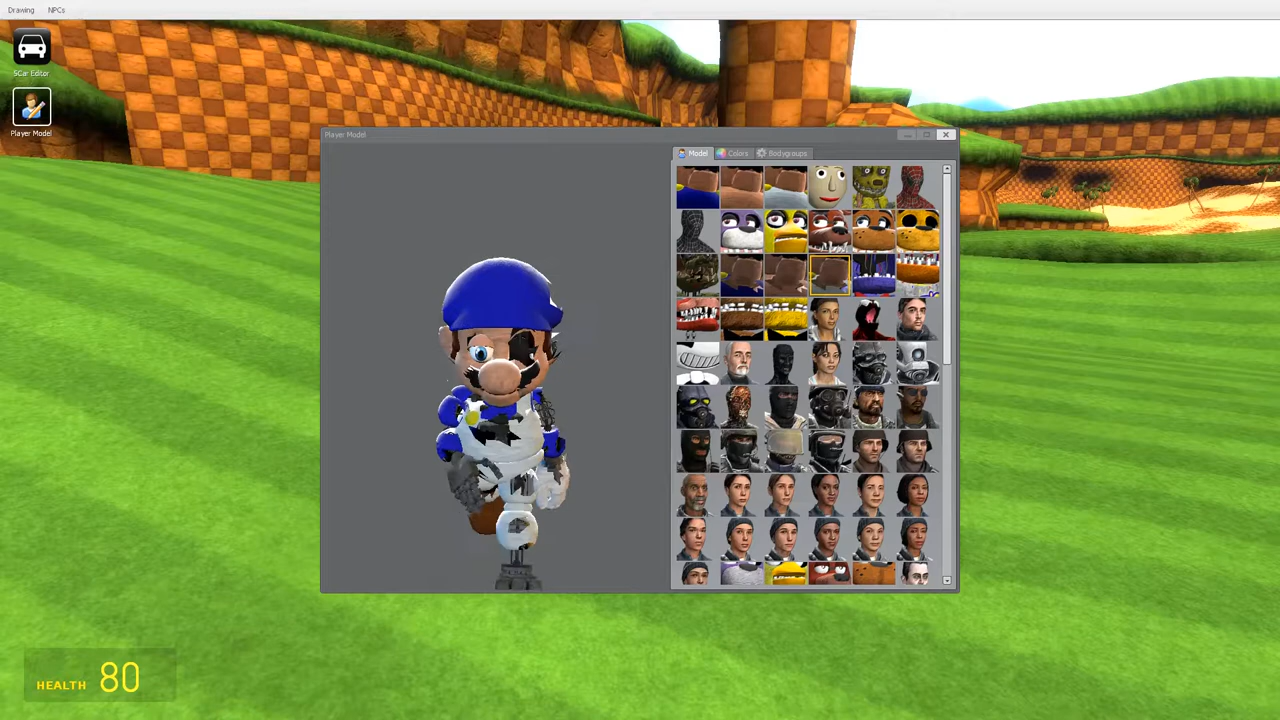 Drawing NPCs
SCar Editor
Player Model
Player Model
Model Colors Bodygroups
HEALTH 80